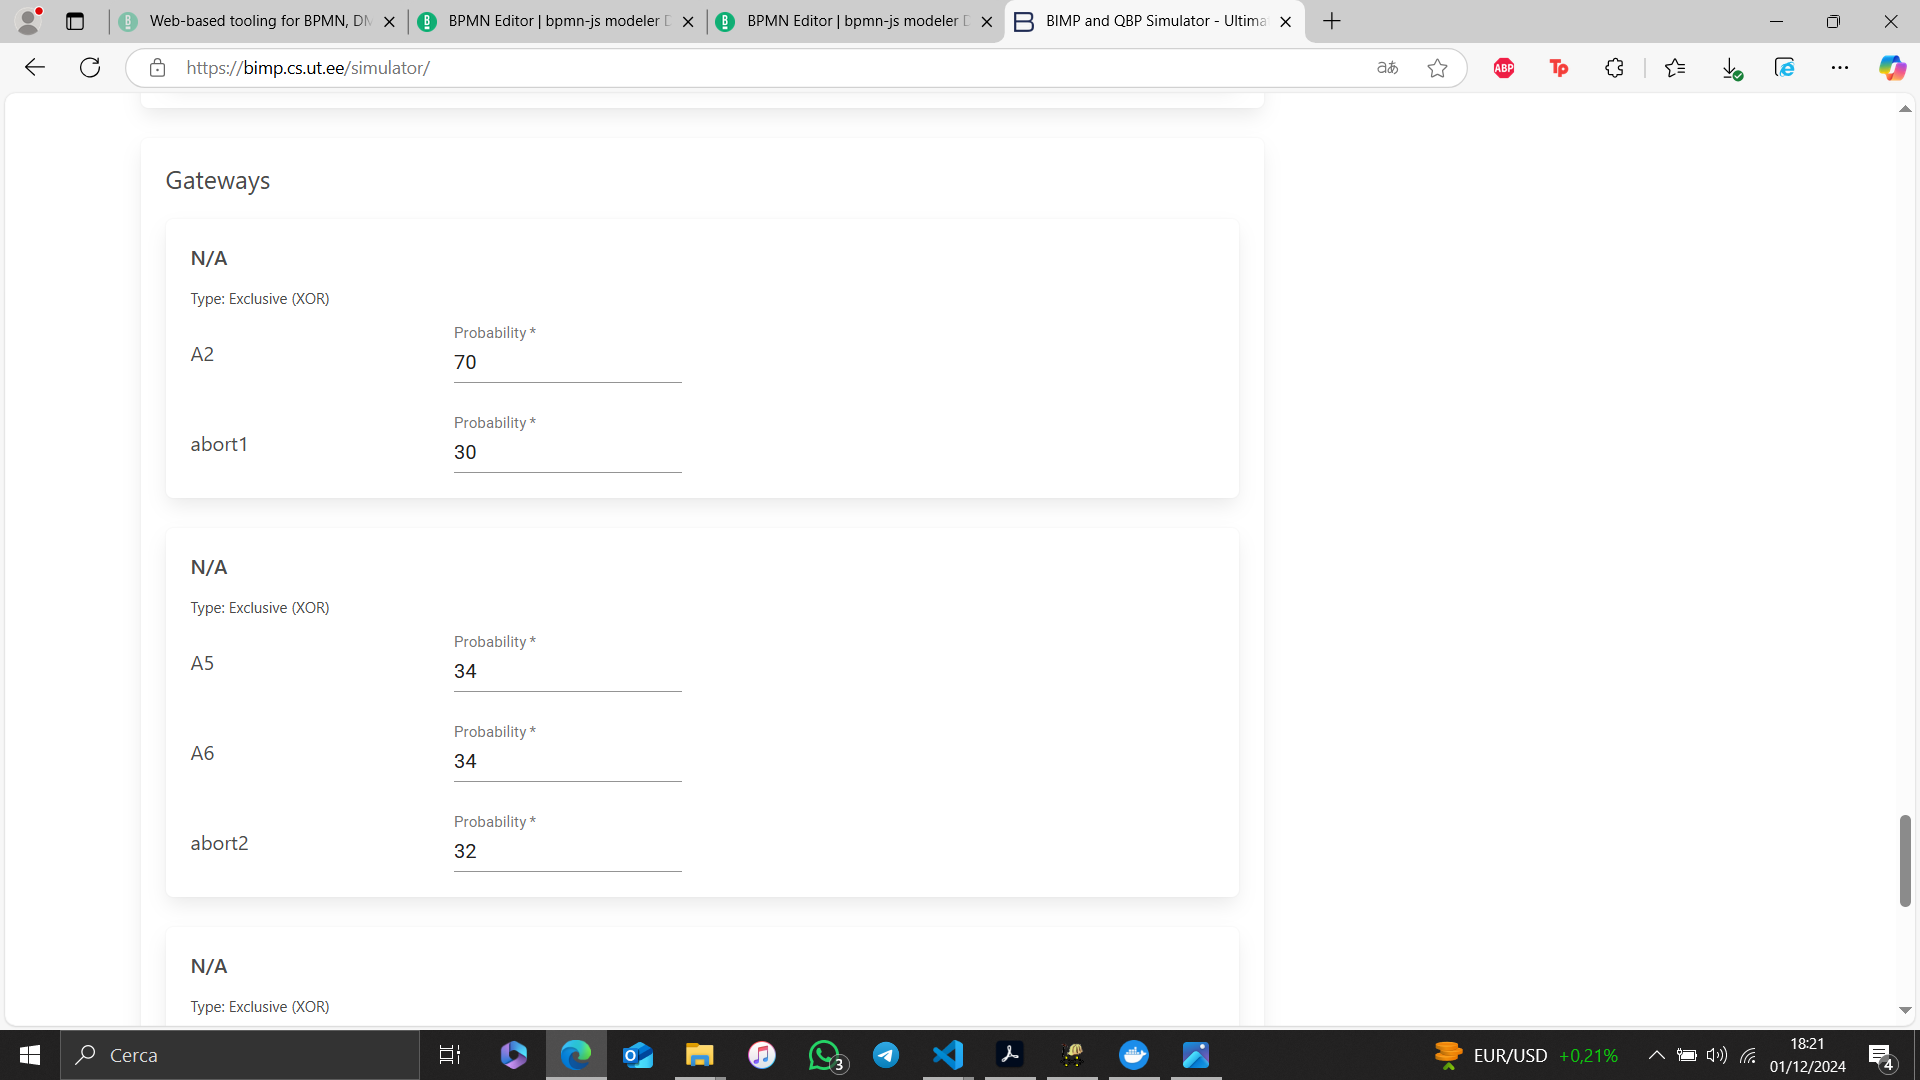 Web-based tooling for BPMN, DM
BPMN Editor | bpmn-js modeler D
BPMN Editor | bpmn-js modeler D
BIMP and QBP Simulator - Ultima
https://bimp.cs.ut.ee/simulator/
aあ
ABP
Tp
Gateways
N/A
Type: Exclusive (XOR)
A2
Probability *
70
abort1
Probability *
30
N/A
Type: Exclusive (XOR)
A5
Probability *
34
A6
Probability *
34
abort2
Probability *
32
N/A
Type: Exclusive (XOR)
Cerca
3
EUR/USD +0,21%
18:21
01/12/2024
4